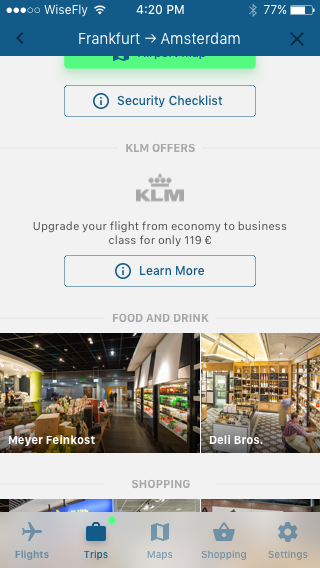 WiseFly 4:20 PM 77%
Frankfurt → Amsterdam
Airport Map
Security Checklist
KLM OFFERS
KLM
Upgrade your flight from economy to business
class for only 119 €
Learn More
FOOD AND DRINK
Meyer Feinkost
Deli Bros.
SHOPPING
Flights Trips Maps Shopping Settings